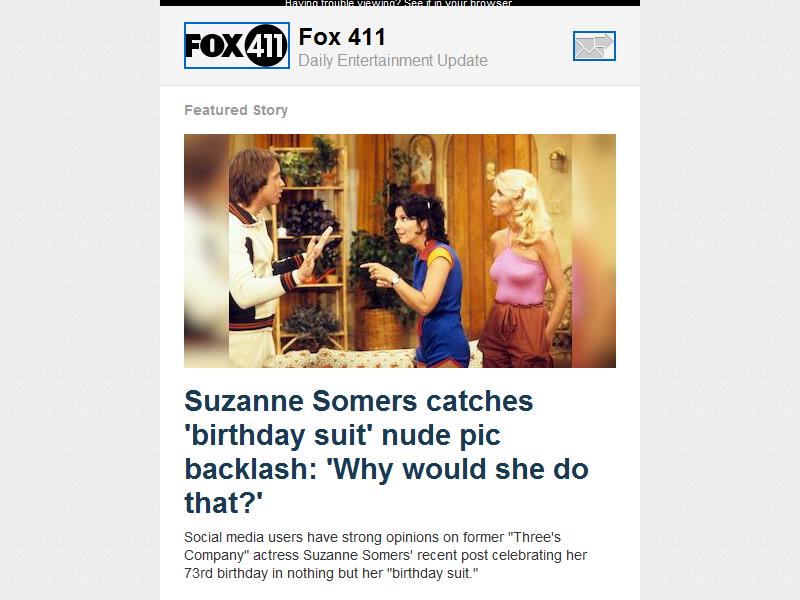 Having trouble viewing? See it in your browser
FOX 411
Fox 411
Daily Entertainment Update
Featured Story
Suzanne Somers catches
'birthday suit' nude pic
backlash: 'Why would she do
that?'
Social media users have strong opinions on former "Three's
Company" actress Suzanne Somers' recent post celebrating her
73rd birthday in nothing but her "birthday suit."